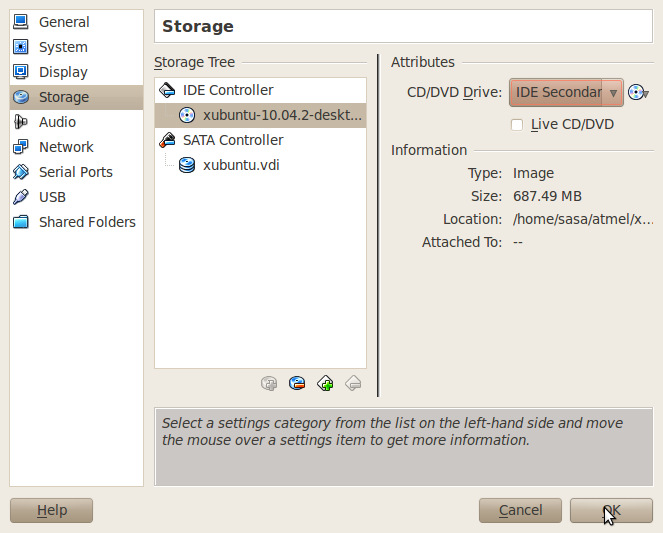 General
System
Display
Storage
Audio
Network
Serial Ports
USB
Shared Folders
Storage
Storage Tree
IDE Controller
xubuntu-10.04.2-deskt...
SATA Controller
xubuntu.vdi
Attributes
CD/DVD Drive: IDE Secondar
Live CD/DVD
Information
Type: Image
Size: 687.49 MB
Location: /home/sasa/atmel/x...
Attached To: --
Select a settings category from the list on the left-hand side and move
the mouse over a settings item to get more information.
Help
Cancel
OK